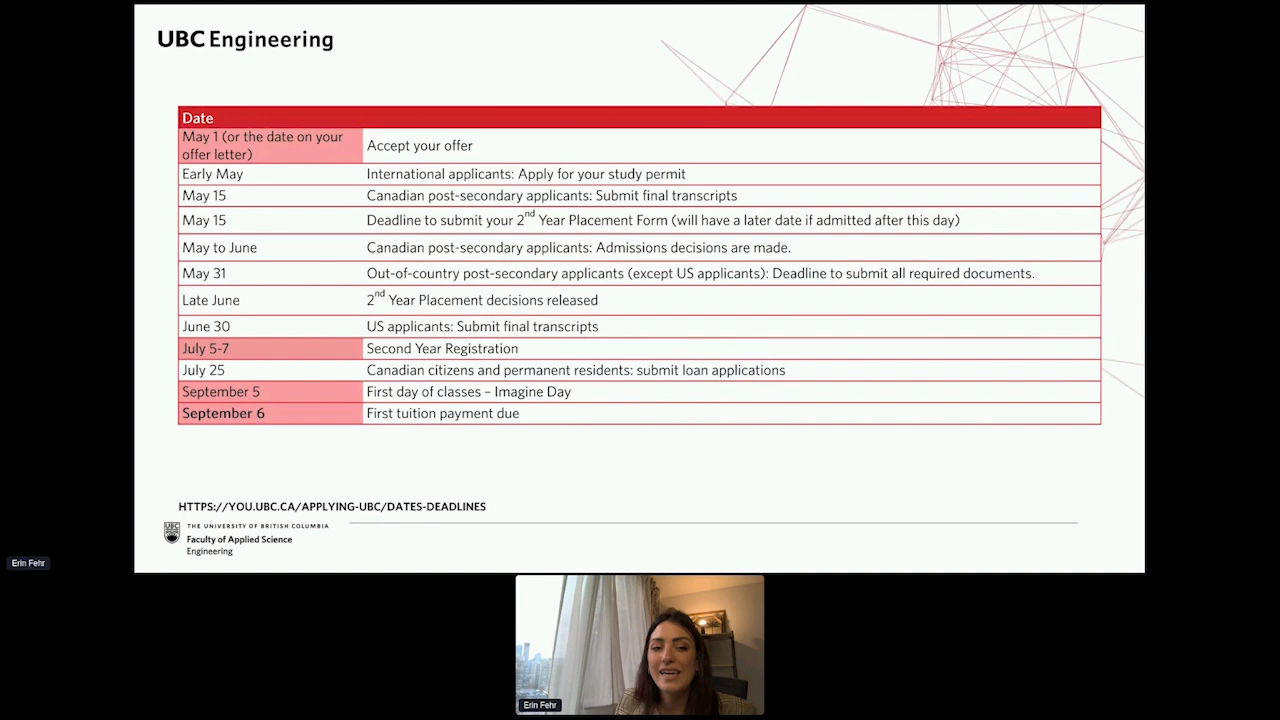 UBC Engineering
Date
May 1 (or the date on your
offer letter)
Accept your offer
Early May
International applicants: Apply for your study permit
May 15
Canadian post-secondary applicants: Submit final transcripts
May 15
Deadline to submit your 2nd Year Placement Form (will have a later date if admitted after this day)
May to June
Canadian post-secondary applicants: Admissions decisions are made.
May 31
Out-of-country post-secondary applicants (except US applicants): Deadline to submit all required documents.
Late June
2nd Year Placement decisions released
June 30
US applicants: Submit final transcripts
July 5-7
Second Year Registration
July 25
Canadian citizens and permanent residents: submit loan applications
September 5
First day of classes – Imagine Day
September 6
First tuition payment due
HTTPS://YOU.UBC.CA/APPLYING-UBC/DATES-DEADLINES
UBC
THE UNIVERSITY OF BRITISH COLUMBIA
Faculty of Applied Science
Engineering
Erin Fehr
Erin Fehr